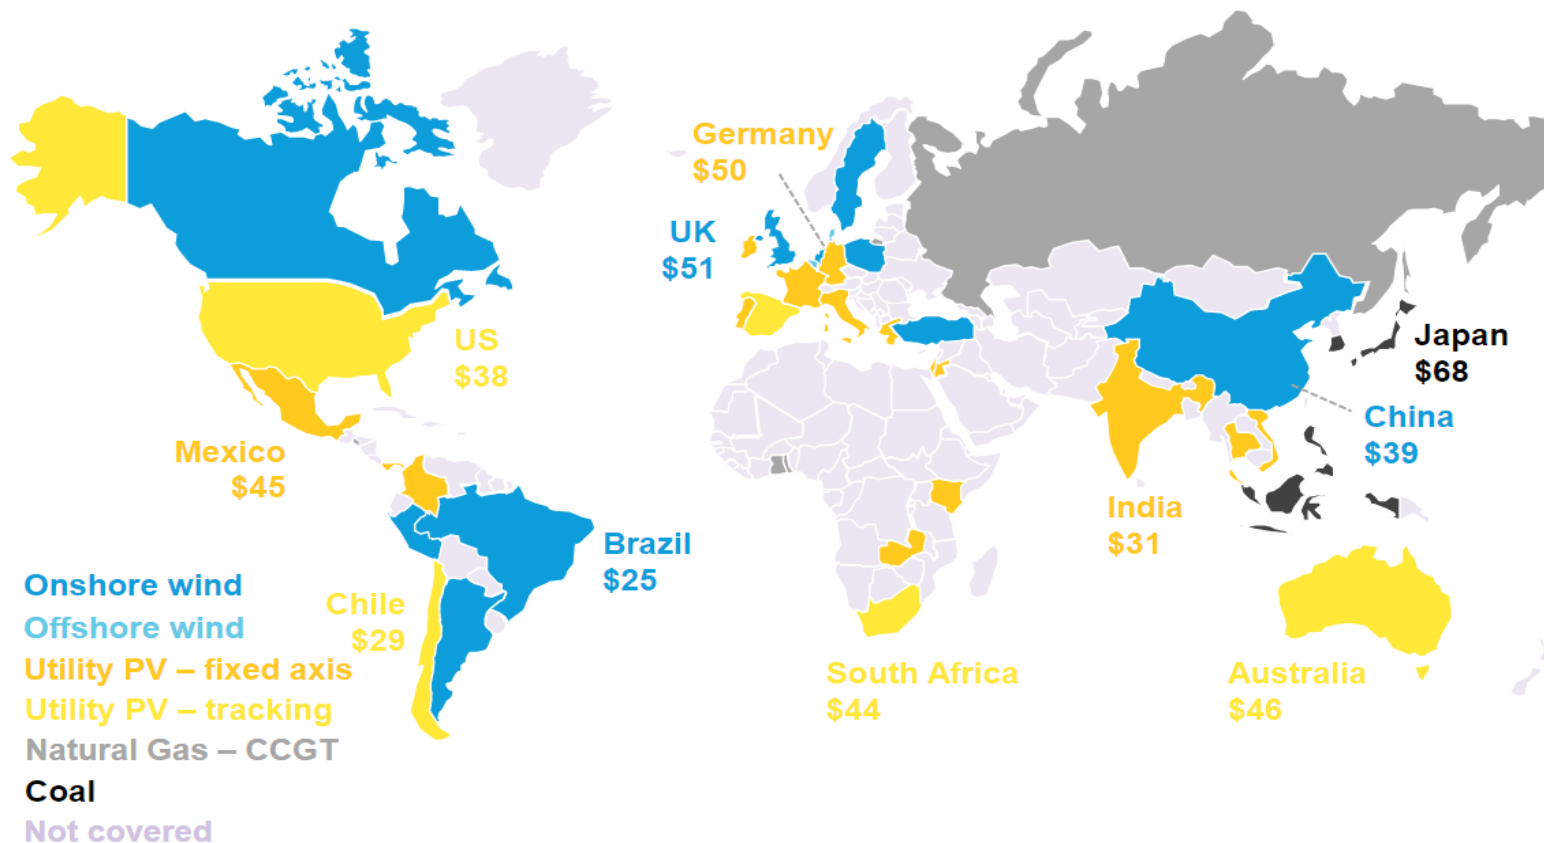 Germany
$50
UK
$51
US
$38
Japan
$68
China
$39
Mexico
$45
India
$31
Brazil
$25
Chile
$29
South Africa
$44
Australia
$46
Onshore wind
Offshore wind
Utility PV – fixed axis
Utility PV – tracking
Natural Gas – CCGT
Coal
Not covered